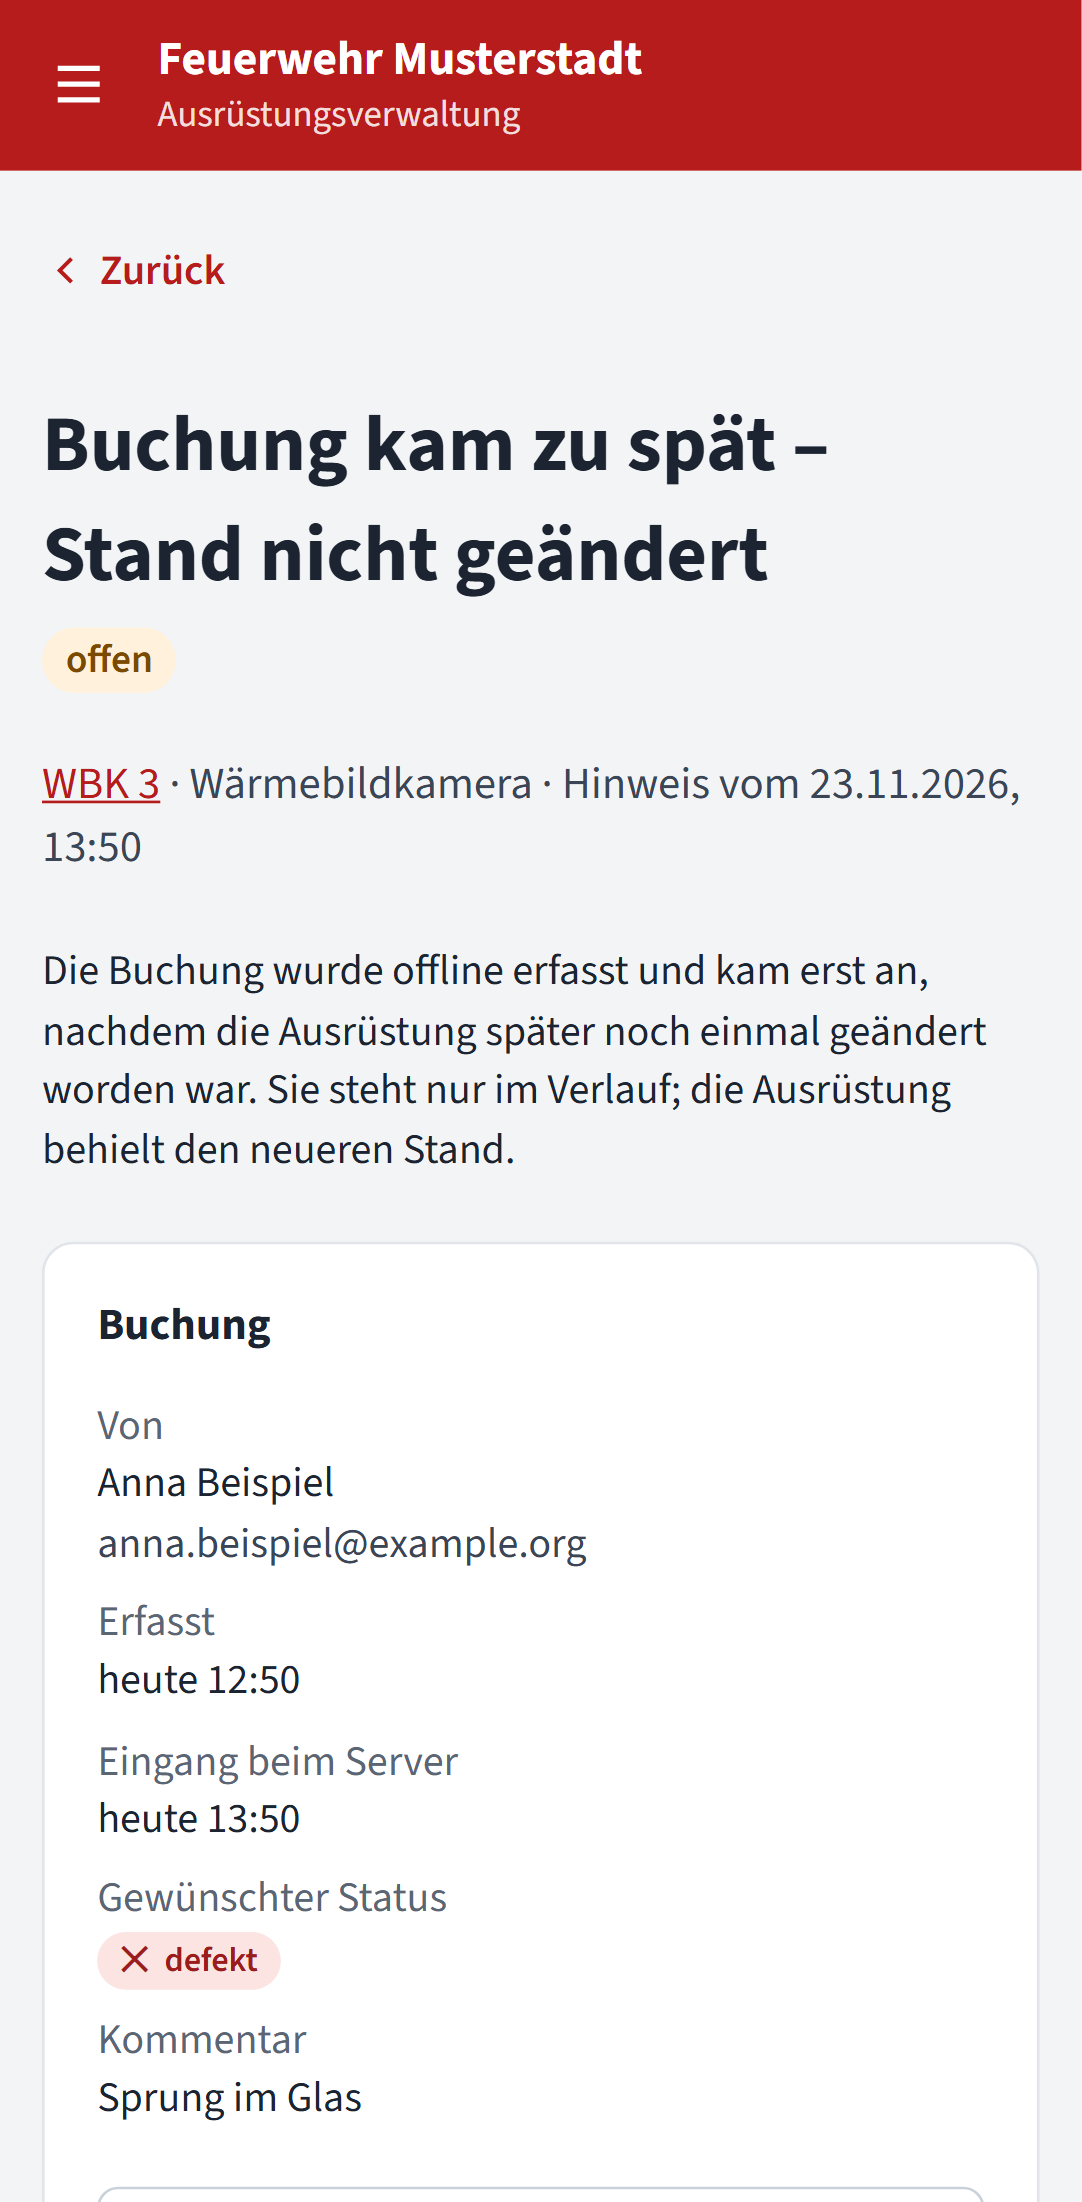 Feuerwehr Musterstadt
Ausrüstungsverwaltung
Zurück
Buchung kam zu spät –
Stand nicht geändert
offen
WBK 3 · Wärmebildkamera · Hinweis vom 23.11.2026,
13:50
Die Buchung wurde offline erfasst und kam erst an,
nachdem die Ausrüstung später noch einmal geändert
worden war. Sie steht nur im Verlauf; die Ausrüstung
behielt den neueren Stand.
Buchung
Von
Anna Beispiel
anna.beispiel@example.org
Erfasst
heute 12:50
Eingang beim Server
heute 13:50
Gewünschter Status
defekt
Kommentar
Sprung im Glas